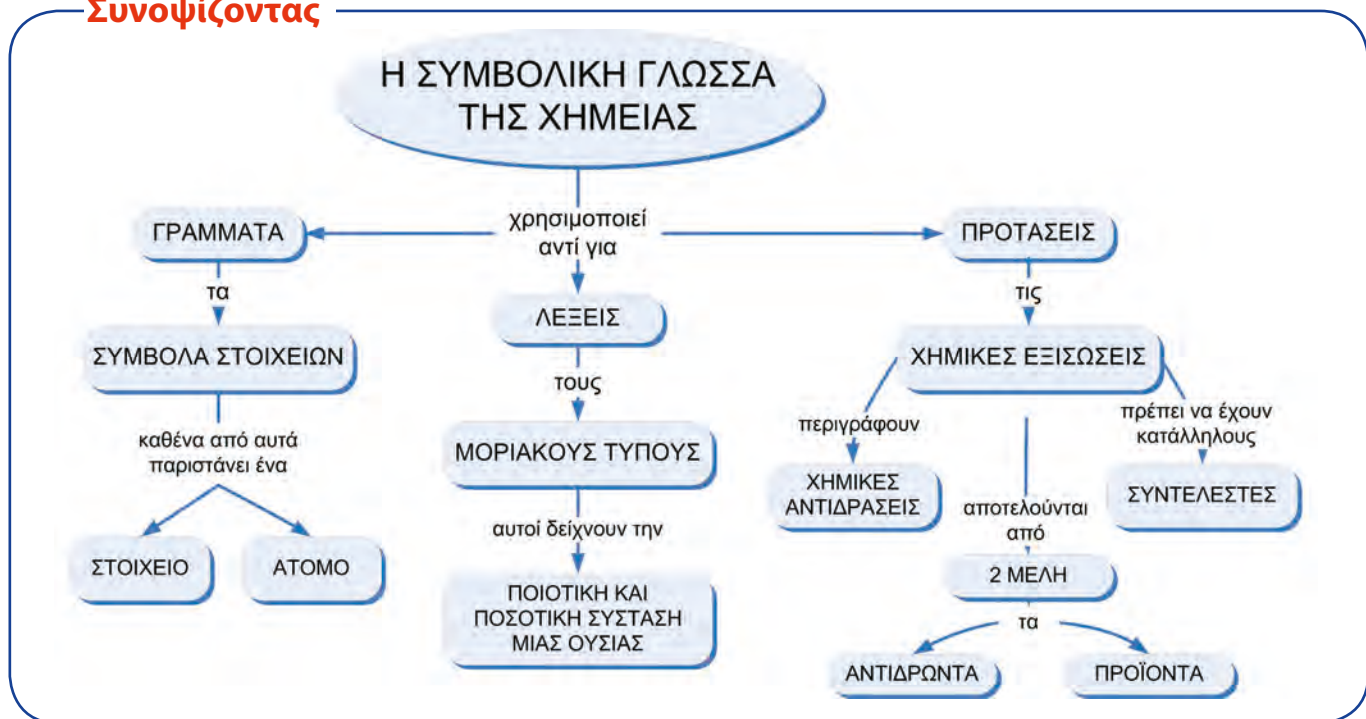 Συνοψίζοντας
Η ΣΥΜΒΟΛΙΚΗ ΓΛΩΣΣΑ
ΤΗΣ ΧΗΜΕΙΑΣ
χρησιμοποιεί
αντί για
ΓΡΑΜΜΑΤΑ
τα
ΣΥΜΒΟΛΑ ΣΤΟΙΧΕΙΩΝ
καθένα από αυτά
παριστάνει ένα
ΣΤΟΙΧΕΙΟ
ΑΤΟΜΟ
ΛΕΞΕΙΣ
τους
ΜΟΡΙΑΚΟΥΣ ΤΥΠΟΥΣ
αυτοί δείχνουν την
ΠΟΙΟΤΙΚΗ ΚΑΙ
ΠΟΣΟΤΙΚΗ ΣΥΣΤΑΣΗ
ΜΙΑΣ ΟΥΣΙΑΣ
ΠΡΟΤΑΣΕΙΣ
τις
ΧΗΜΙΚΕΣ ΕΞΙΣΩΣΕΙΣ
περιγράφουν
ΧΗΜΙΚΕΣ
ΑΝΤΙΔΡΑΣΕΙΣ
αποτελούνται
από
2 ΜΕΛΗ
τα
ΑΝΤΙΔΡΩΝΤΑ
ΠΡΟΪΟΝΤΑ
πρέπει να έχουν
κατάλληλους
ΣΥΝΤΕΛΕΣΤΕΣ